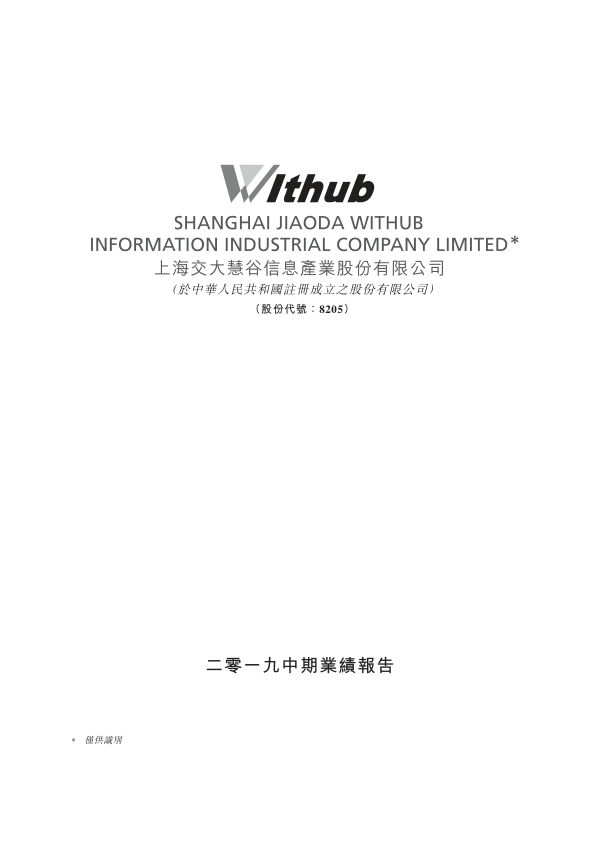 WIthub
SHANGHAI JIAODA WITHUB
INFORMATION INDUSTRIAL COMPANY LIMITED*
上海交大慧谷信息產業股份有限公司
(於中華人民共和國註冊成立之股份有限公司)
(股份代號：8205)
二零一九中期業績報告
* 僅供識別